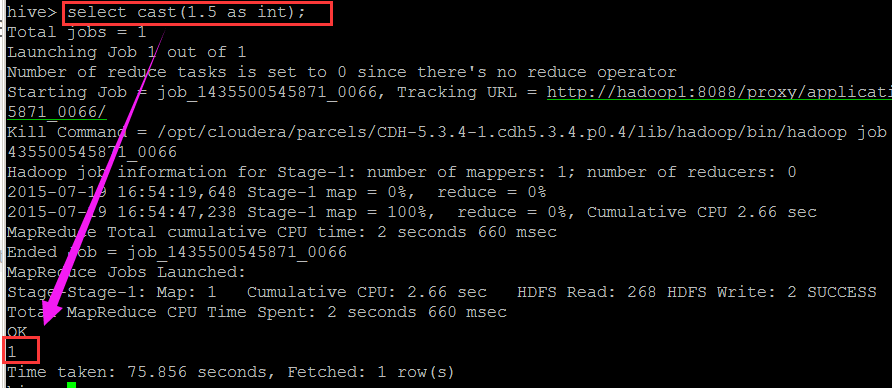 hive> select cast(1.5 as int);
Total jobs = 1
Launching Job 1 out of 1
Number of reduce tasks is set to 0 since there's no reduce operator
Starting Job = job_1435500545871_0066, Tracking URL = http://hadoop1:8088/proxy/applicati
5871_0066/
Kill Command = /opt/cloudera/parcels/CDH-5.3.4-1.cdh5.3.4.p0.4/lib/hadoop/bin/hadoop job
435500545871_0066
Hadoop job information for Stage-1: number of mappers: 1; number of reducers: 0
2015-07-19 16:54:19,648 Stage-1 map = 0%,  reduce = 0%
2015-07-19 16:54:47,238 Stage-1 map = 100%,  reduce = 0%, Cumulative CPU 2.66 sec
MapReduce Total cumulative CPU time: 2 seconds 660 msec
Ended Job = job_1435500545871_0066
MapReduce Jobs Launched:
Stage-Stage-1: Map: 1   Cumulative CPU: 2.66 sec   HDFS Read: 268 HDFS Write: 2 SUCCESS
Total MapReduce CPU Time Spent: 2 seconds 660 msec
OK
1
Time taken: 75.856 seconds, Fetched: 1 row(s)